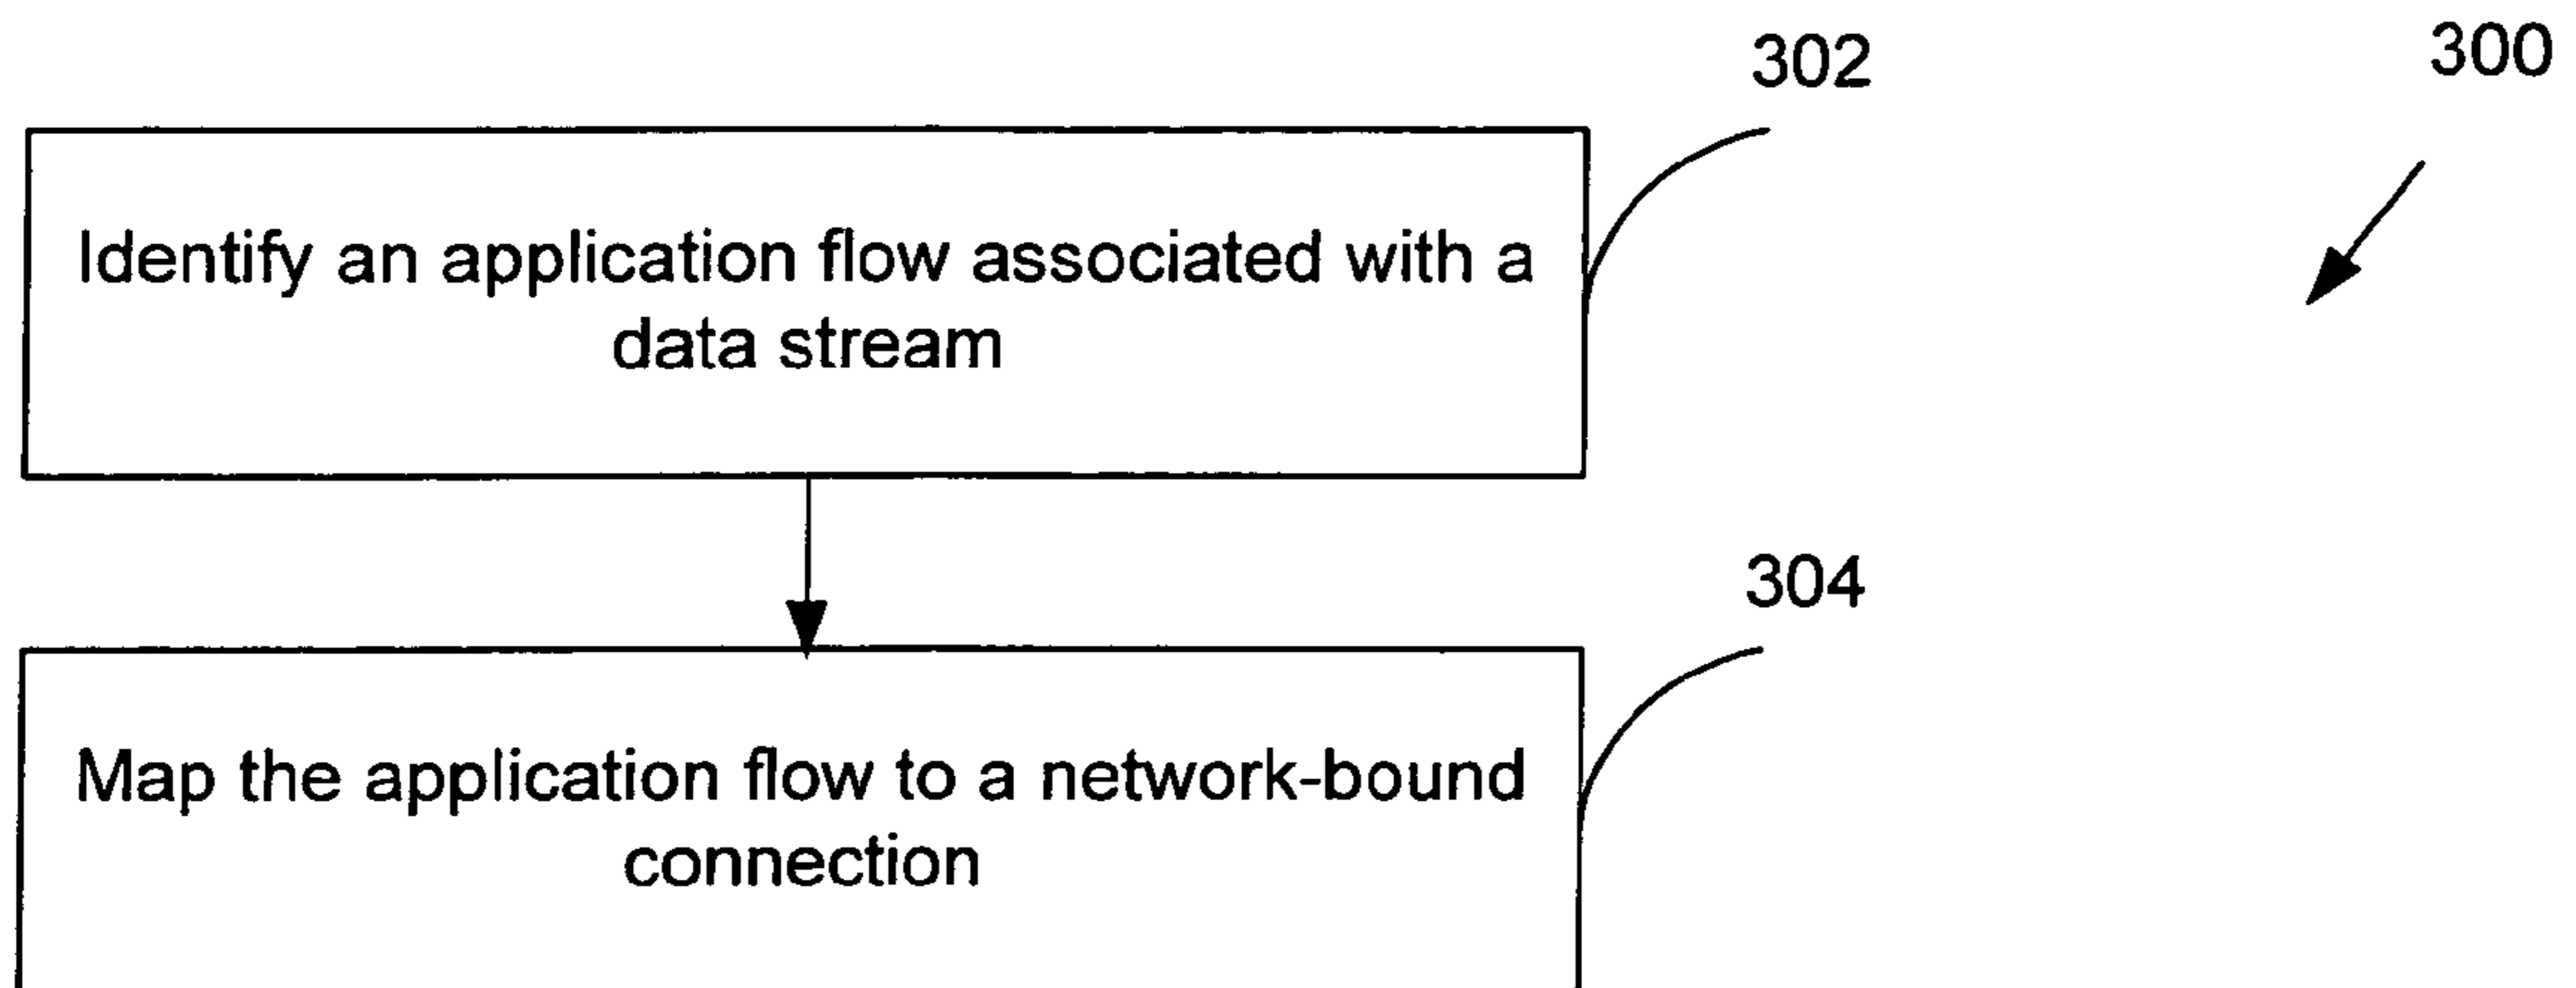 300
302
Identify an application flow associated with a
data stream
304
Map the application flow to a network-bound
connection